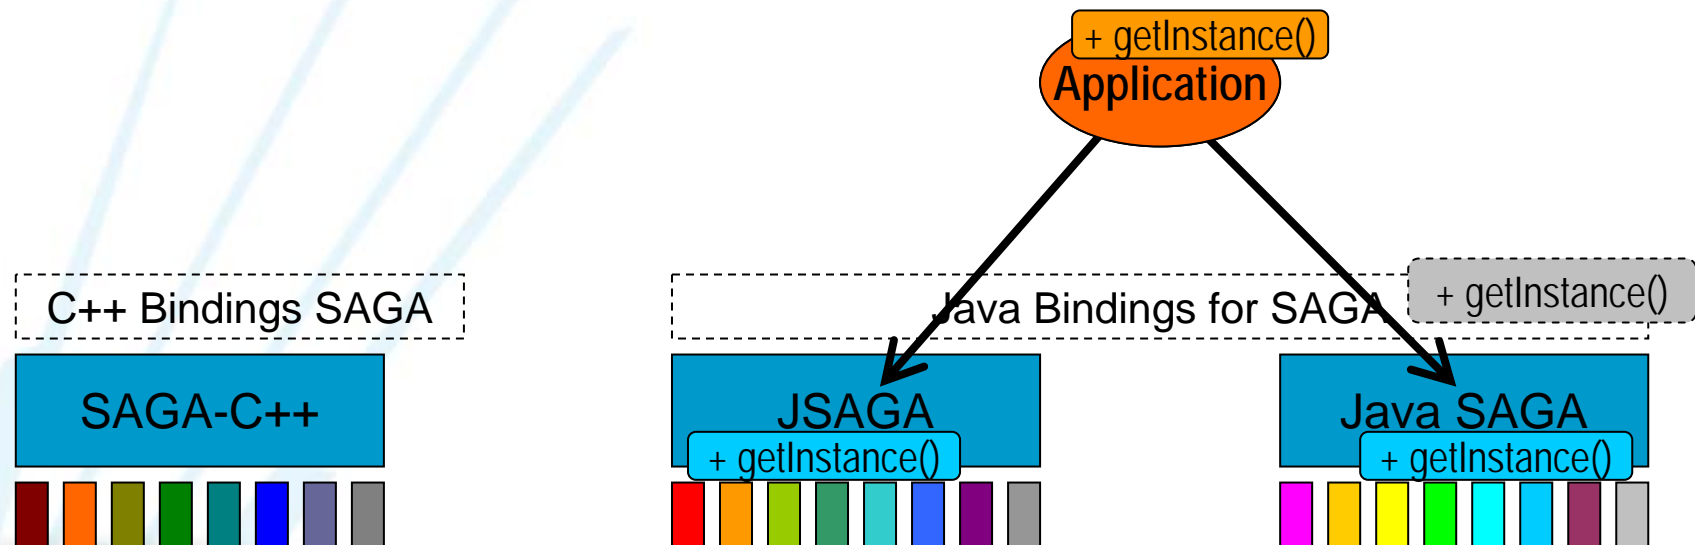 + getInstance()
Application
C++ Bindings SAGA
Java Bindings for SAGA
+ getInstance()
SAGA-C++
JSAGA
Java SAGA
+ getInstance()
+ getInstance()